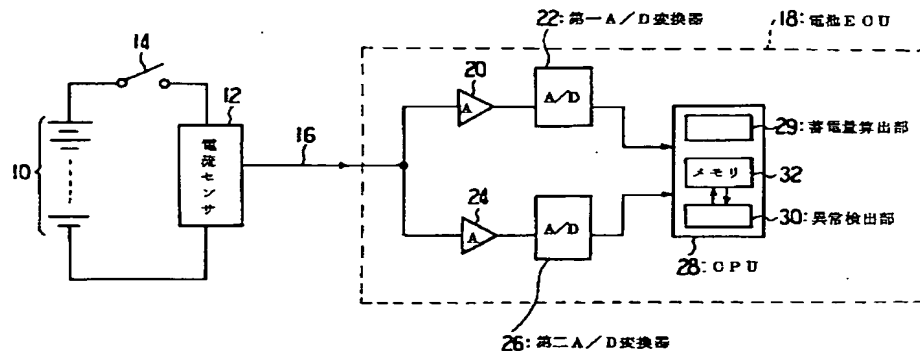 22:第一A/D変換器
18:電池ECU
14
20
A
A/D
12
電流センサ
10
16
29:蓄電量算出部
メモリ
32
24
A
A/D
30:異常検出部
28:CPU
26:第二A/D変換器